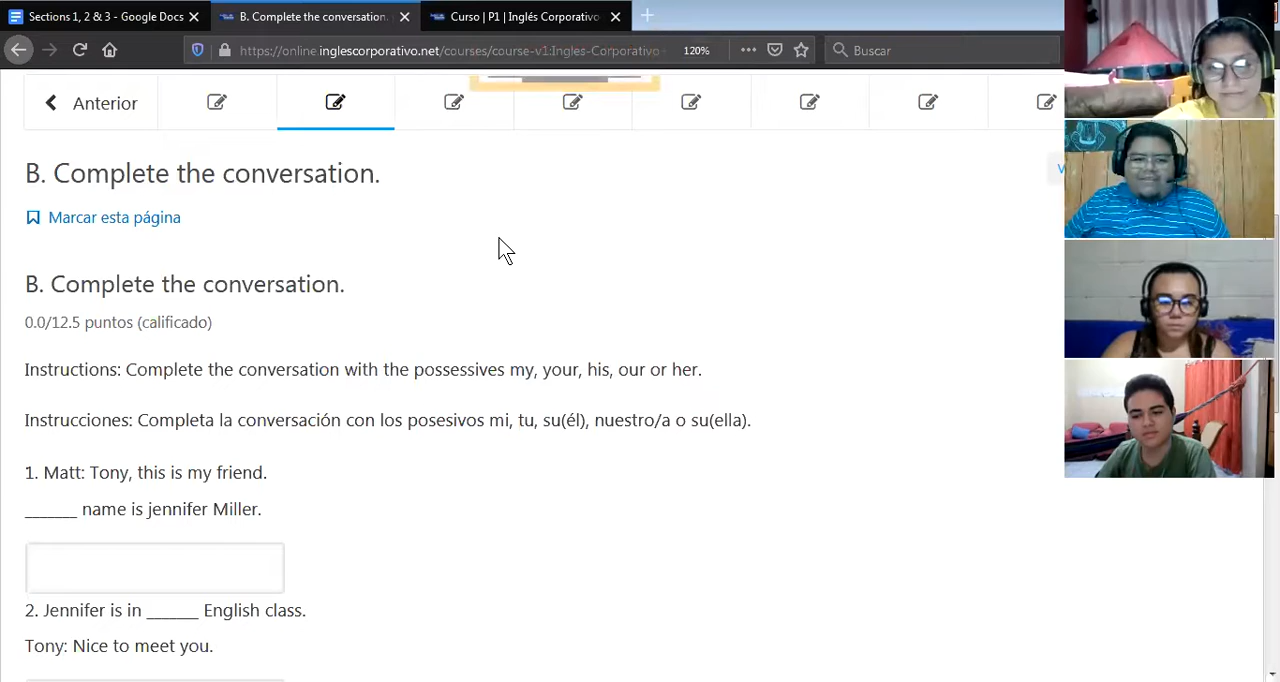 Sections 1, 2 & 3 - Google Docs
B. Complete the conversation.
Curso | P1 | Inglés Corporativo
https://online.inglescorporativo.net/courses/course-v1:Ingles-Corporativo
120%
Buscar
Anterior
B. Complete the conversation.
Marcar esta página
B. Complete the conversation.
0.0/12.5 puntos (calificado)
Instructions: Complete the conversation with the possessives my, your, his, our or her.
Instrucciones: Completa la conversación con los posesivos mi, tu, su(él), nuestro/a o su(ella).
1. Matt: Tony, this is my friend.
______ name is jennifer Miller.
2. Jennifer is in ______ English class.
Tony: Nice to meet you.